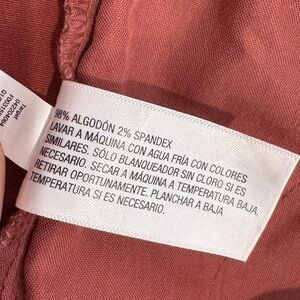 98% ALGODÓN 2% SPANDEX
LAVAR A MÁQUINA CON AGUA FRÍA CON COLORES
SIMILARES. SÓLO BLANQUEADOR SIN CLORO SI ES
NECESARIO. SECAR A MÁQUINA A TEMPERATURA BAJA.
RETIRAR OPORTUNAMENTE. PLANCHAR A BAJA
TEMPERATURA SI ES NECESARIO.
Target